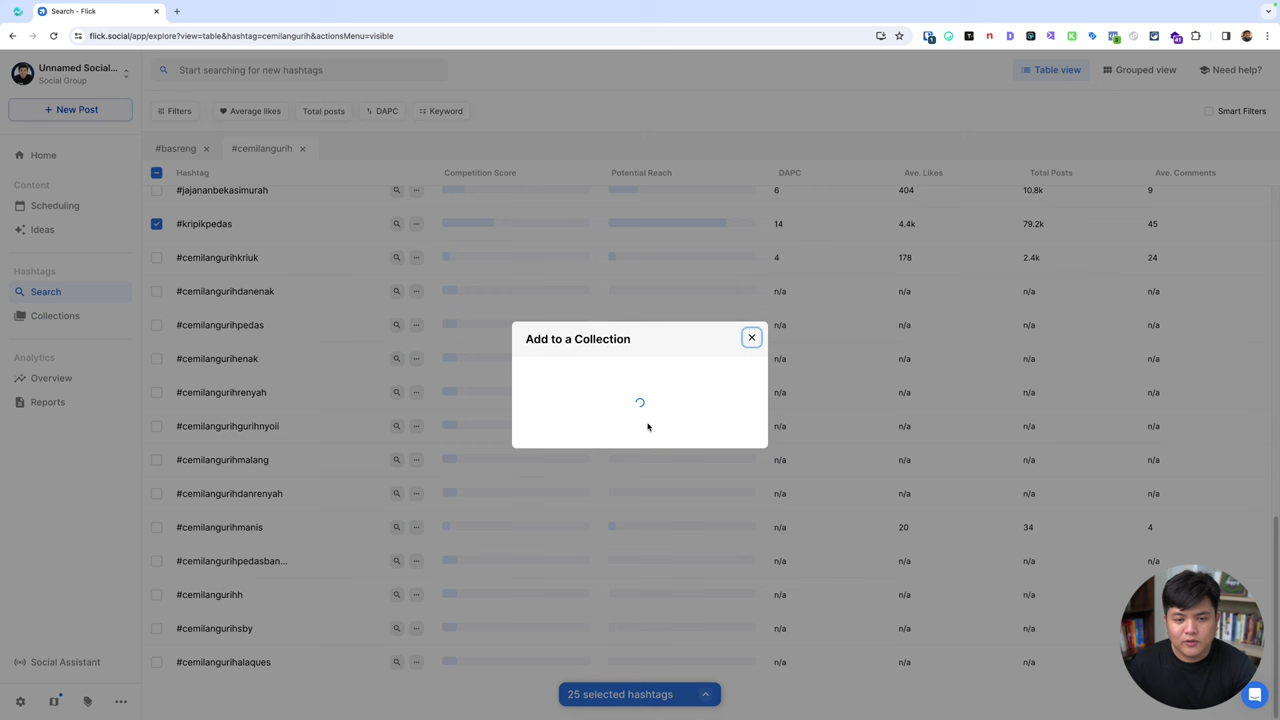 Search - Flick
flick.social/app/explore?view=table&hashtag=cemilangurih&actionsMenu=visible
Unnamed Social...
Social Group
Start searching for new hashtags
Table view
Grouped view
Need help?
+ New Post
Filters
Average likes
Total posts
DAPC
Keyword
Smart Filters
#basreng
#cemilangurih
Home
Content
Scheduling
Ideas
Hashtags
Search
Collections
Analytics
Overview
Reports
Social Assistant
Hashtag Competition Score Potential Reach DAPC Ave. Likes Total Posts Ave. Comments
#jajananbekasimurah 6 404 10.8k 9
#kripikpedas 14 4.4k 79.2k 45
#cemilangurihkriuk 4 178 2.4k 24
#cemilangurihdanenak n/a n/a n/a n/a
#cemilangurihpedas n/a n/a n/a n/a
#cemilangurihenak n/a n/a n/a n/a
#cemilangurihrenyah n/a n/a n/a n/a
#cemilangurihgurihnyoii n/a n/a n/a n/a
#cemilangurihmalang n/a n/a n/a n/a
#cemilangurihdanrenyah n/a n/a n/a n/a
#cemilangurihmanis n/a 20 34 4
#cemilangurihpedasban... n/a n/a n/a n/a
#cemilangurihh n/a n/a n/a n/a
#cemilangurihsby n/a n/a n/a
#cemilangurihalaques n/a n/a n/a
Add to a Collection
25 selected hashtags